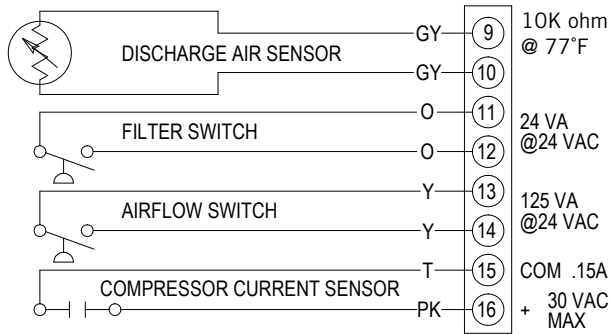 GY 9 10K ohm
@ 77°F
DISCHARGE AIR SENSOR
GY 10
O 11
FILTER SWITCH
24 VA
@24 VAC
O 12
Y 13
AIRFLOW SWITCH
125 VA
@24 VAC
Y 14
T 15 COM .15A
COMPRESSOR CURRENT SENSOR
PK 16 + 30 VAC
MAX